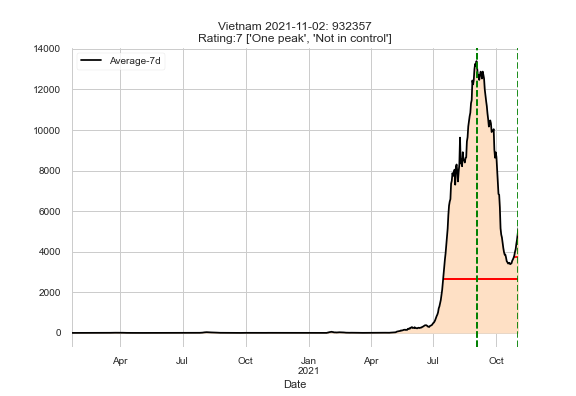 Vietnam 2021-11-02: 932357
Rating:7 ['One peak', 'Not in control']
14000
Average-7d
12000
10000
8000
6000
4000
2000
0
Apr Jul Oct Jan Apr Jul Oct
2021
Date